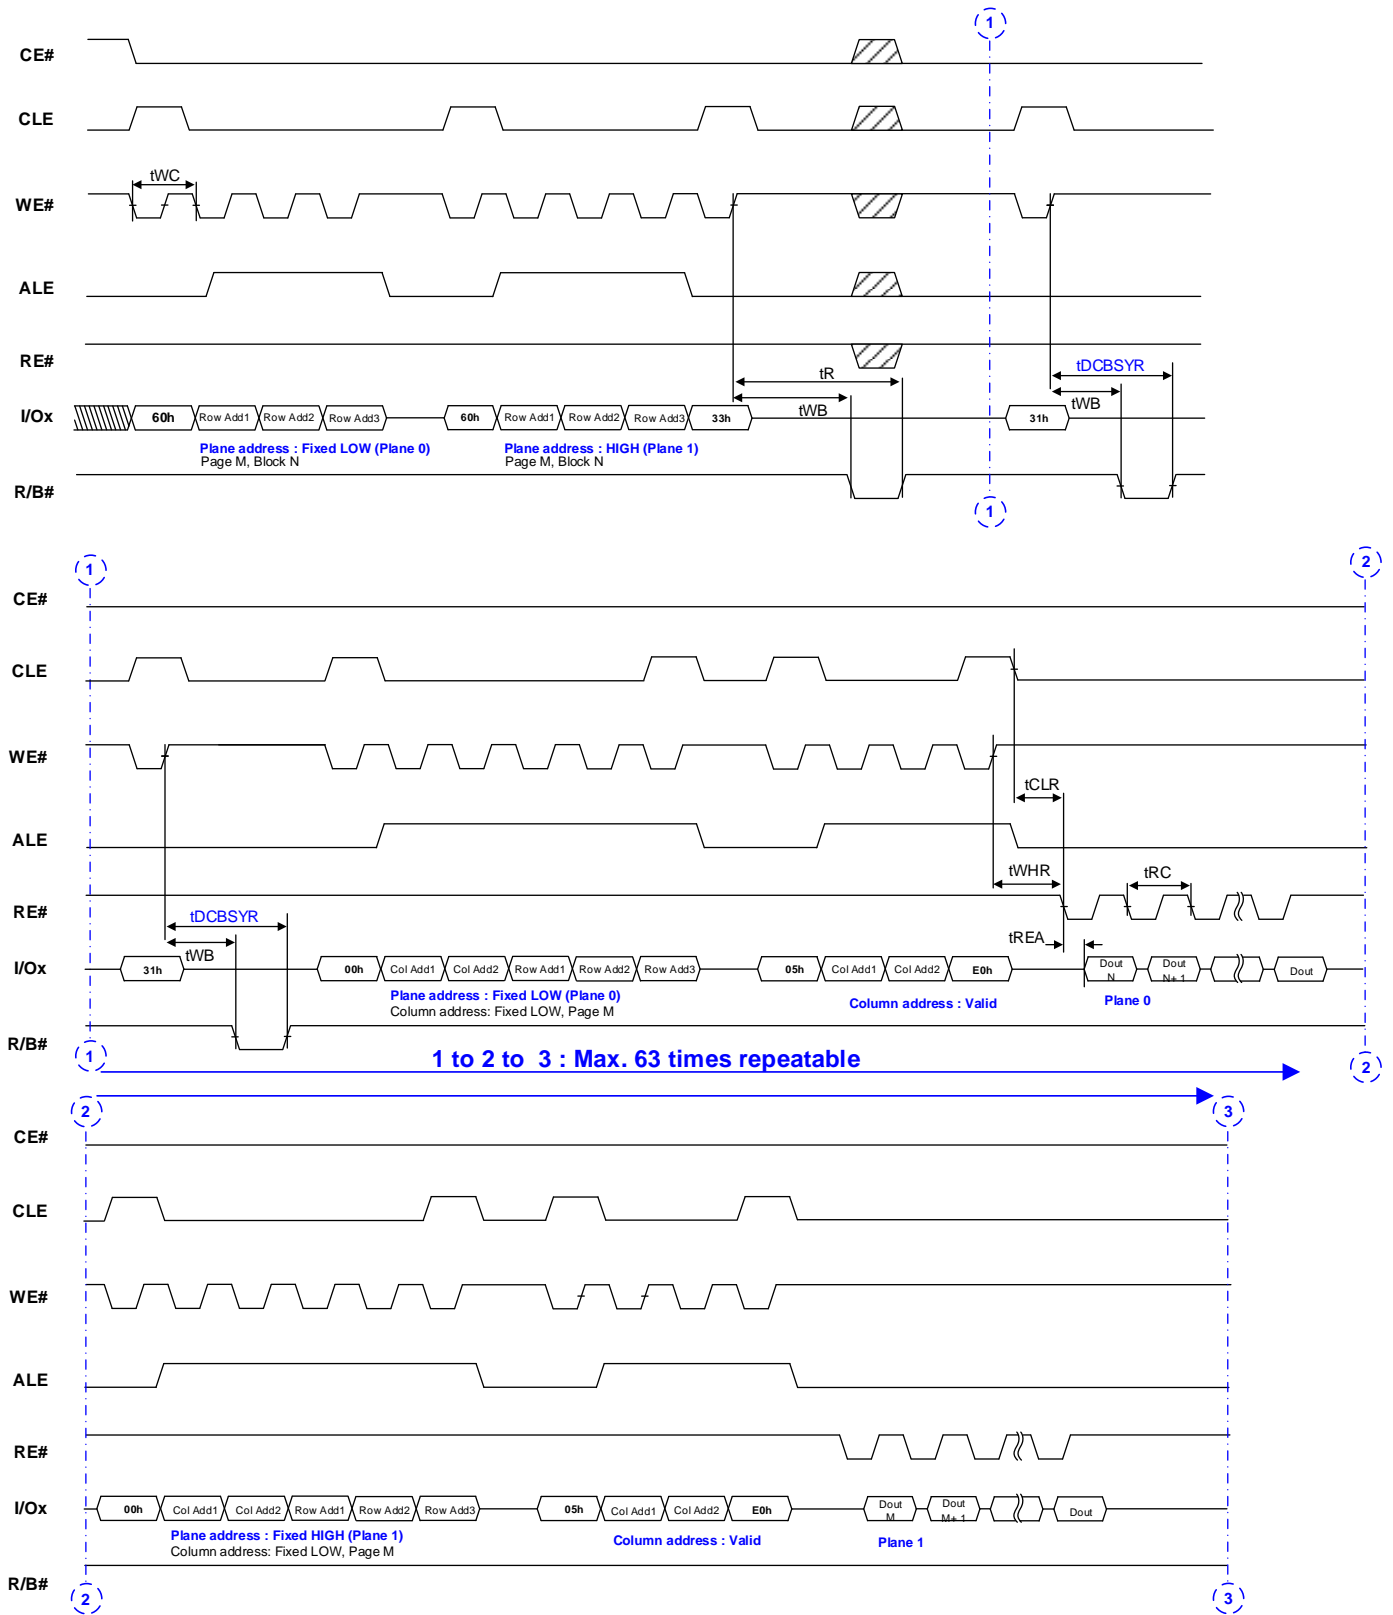 1
CE#
CLE
tWC
WE#
ALE
RE#
tR
tDCBSYR
tWB
tWB
I/Ox
60h
Row Add1
Row Add2
Row Add3
60h
Row Add1
Row Add2
Row Add3
33h
31h
Plane address : Fixed LOW (Plane 0)
Page M, Block N
Plane address : HIGH (Plane 1)
Page M, Block N
R/B#
1
1
2
CE#
CLE
WE#
tCLR
ALE
tWHR
tRC
RE#
tDCBSYR
tREA
tWB
I/Ox
31h
00h
Col Add1
Col Add2
Row Add1
Row Add2
Row Add3
05h
Col Add1
Col Add2
E0h
Dout
N
Dout
N+ 1
Dout
Plane address : Fixed LOW (Plane 0)
Column address: Fixed LOW, Page M
Column address : Valid
Plane 0
R/B#
1
1 to 2 to 3 : Max. 63 times repeatable
2
2
3
CE#
CLE
WE#
ALE
RE#
I/Ox
00h
Col Add1
Col Add2
Row Add1
Row Add2
Row Add3
05h
Col Add1
Col Add2
E0h
Dout
M
Dout
M+ 1
Dout
Plane address : Fixed HIGH (Plane 1)
Column address: Fixed LOW, Page M
Column address : Valid
Plane 1
R/B#
2
3